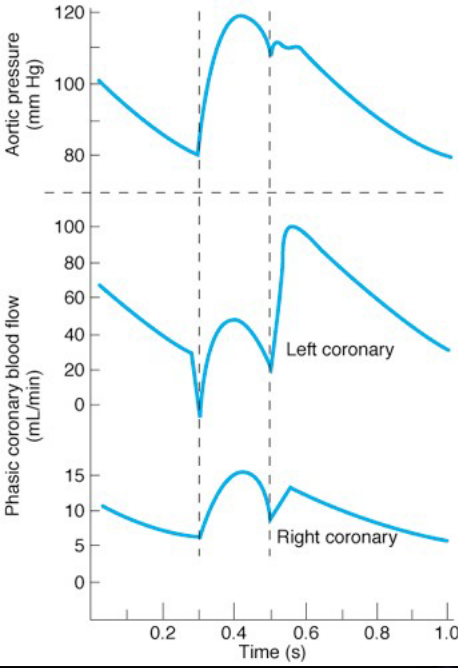 120
100
80
Aortic pressure
(mm Hg)
100
80
60
40
20
0
Left coronary
Phasic coronary blood flow
(mL/min)
15
10
5
0
Right coronary
0.2 0.4 0.6 0.8 1.0
Time (s)